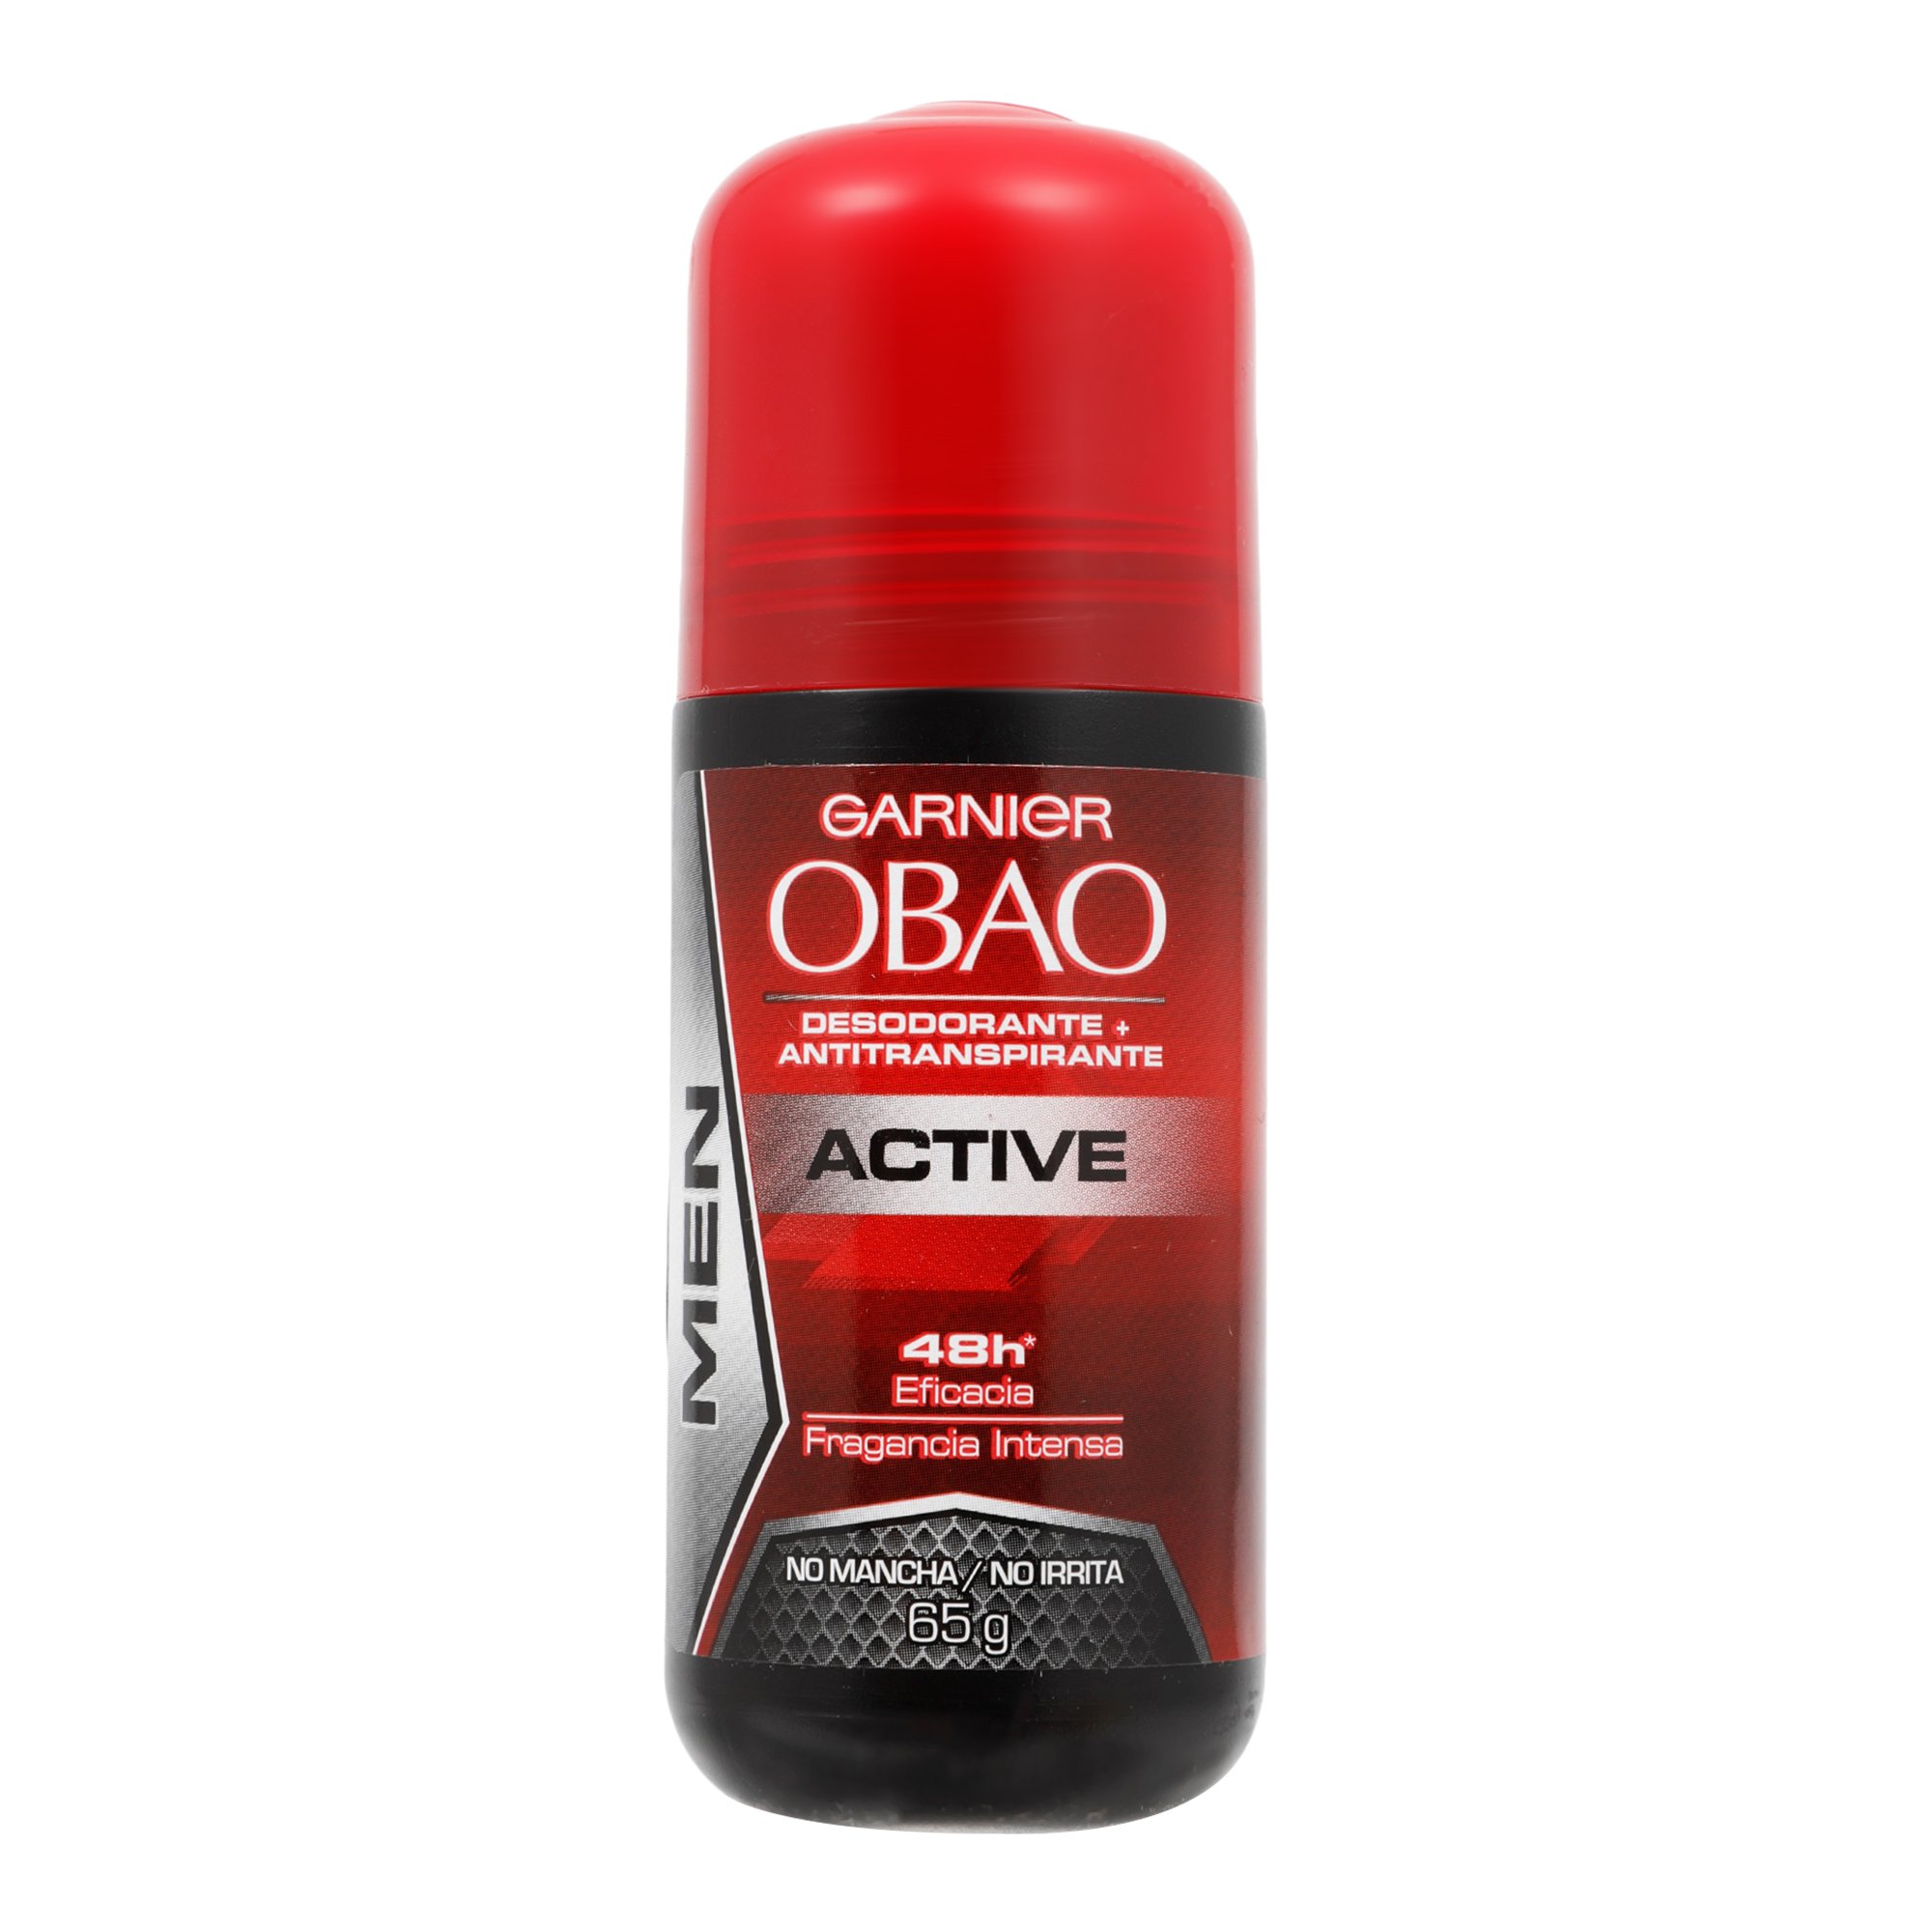 GARNIER
OBAO
DESODORANTE +
ANTITRANSPIRANTE
ACTIVE
MEN
48h*
Eficacia
Fragancia Intensa
NO MANCHA / NO IRRITA
65 g